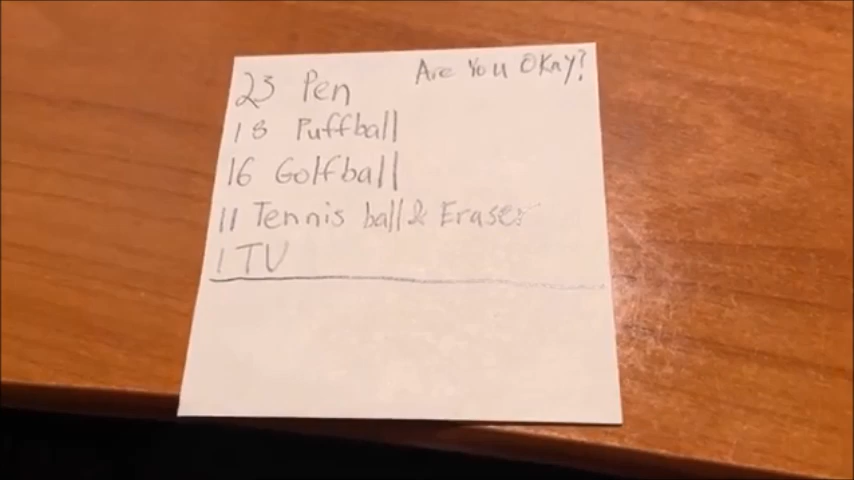 23 Pen Are You Okay?
18 Puffball
16 Golfball
11 Tennis ball & Eraser
1 TV